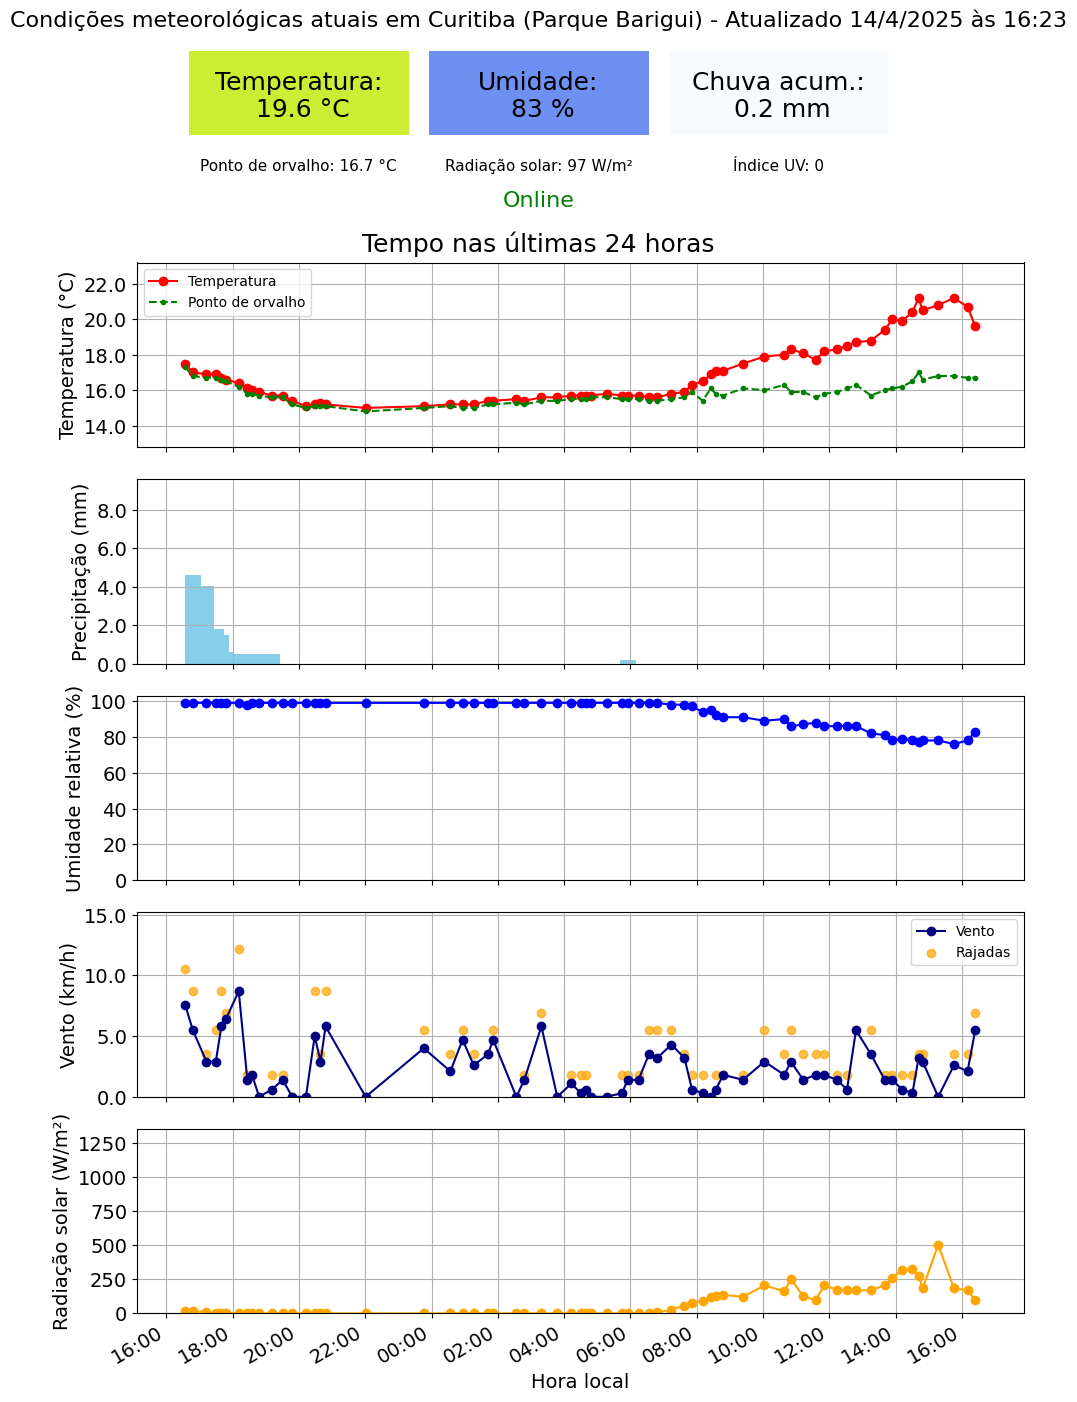 Condições meteorológicas atuais em Curitiba (Parque Barigui) - Atualizado 14/4/2025 às 16:23
Temperatura:
19.6 °C
Umidade:
83 %
Chuva acum.:
0.2 mm
Ponto de orvalho: 16.7 °C
Radiação solar: 97 W/m²
Índice UV: 0
Online
Tempo nas últimas 24 horas
Temperatura (°C)
22.0
20.0
18.0
16.0
14.0
Temperatura
Ponto de orvalho
Precipitação (mm)
8.0
6.0
4.0
2.0
0.0
Umidade relativa (%)
100
80
60
40
20
0
Vento (km/h)
15.0
10.0
5.0
0.0
Vento
Rajadas
Radiação solar (W/m²)
1250
1000
750
500
250
0
16:00 18:00 20:00 22:00 00:00 02:00 04:00 06:00 08:00 10:00 12:00 14:00 16:00
Hora local